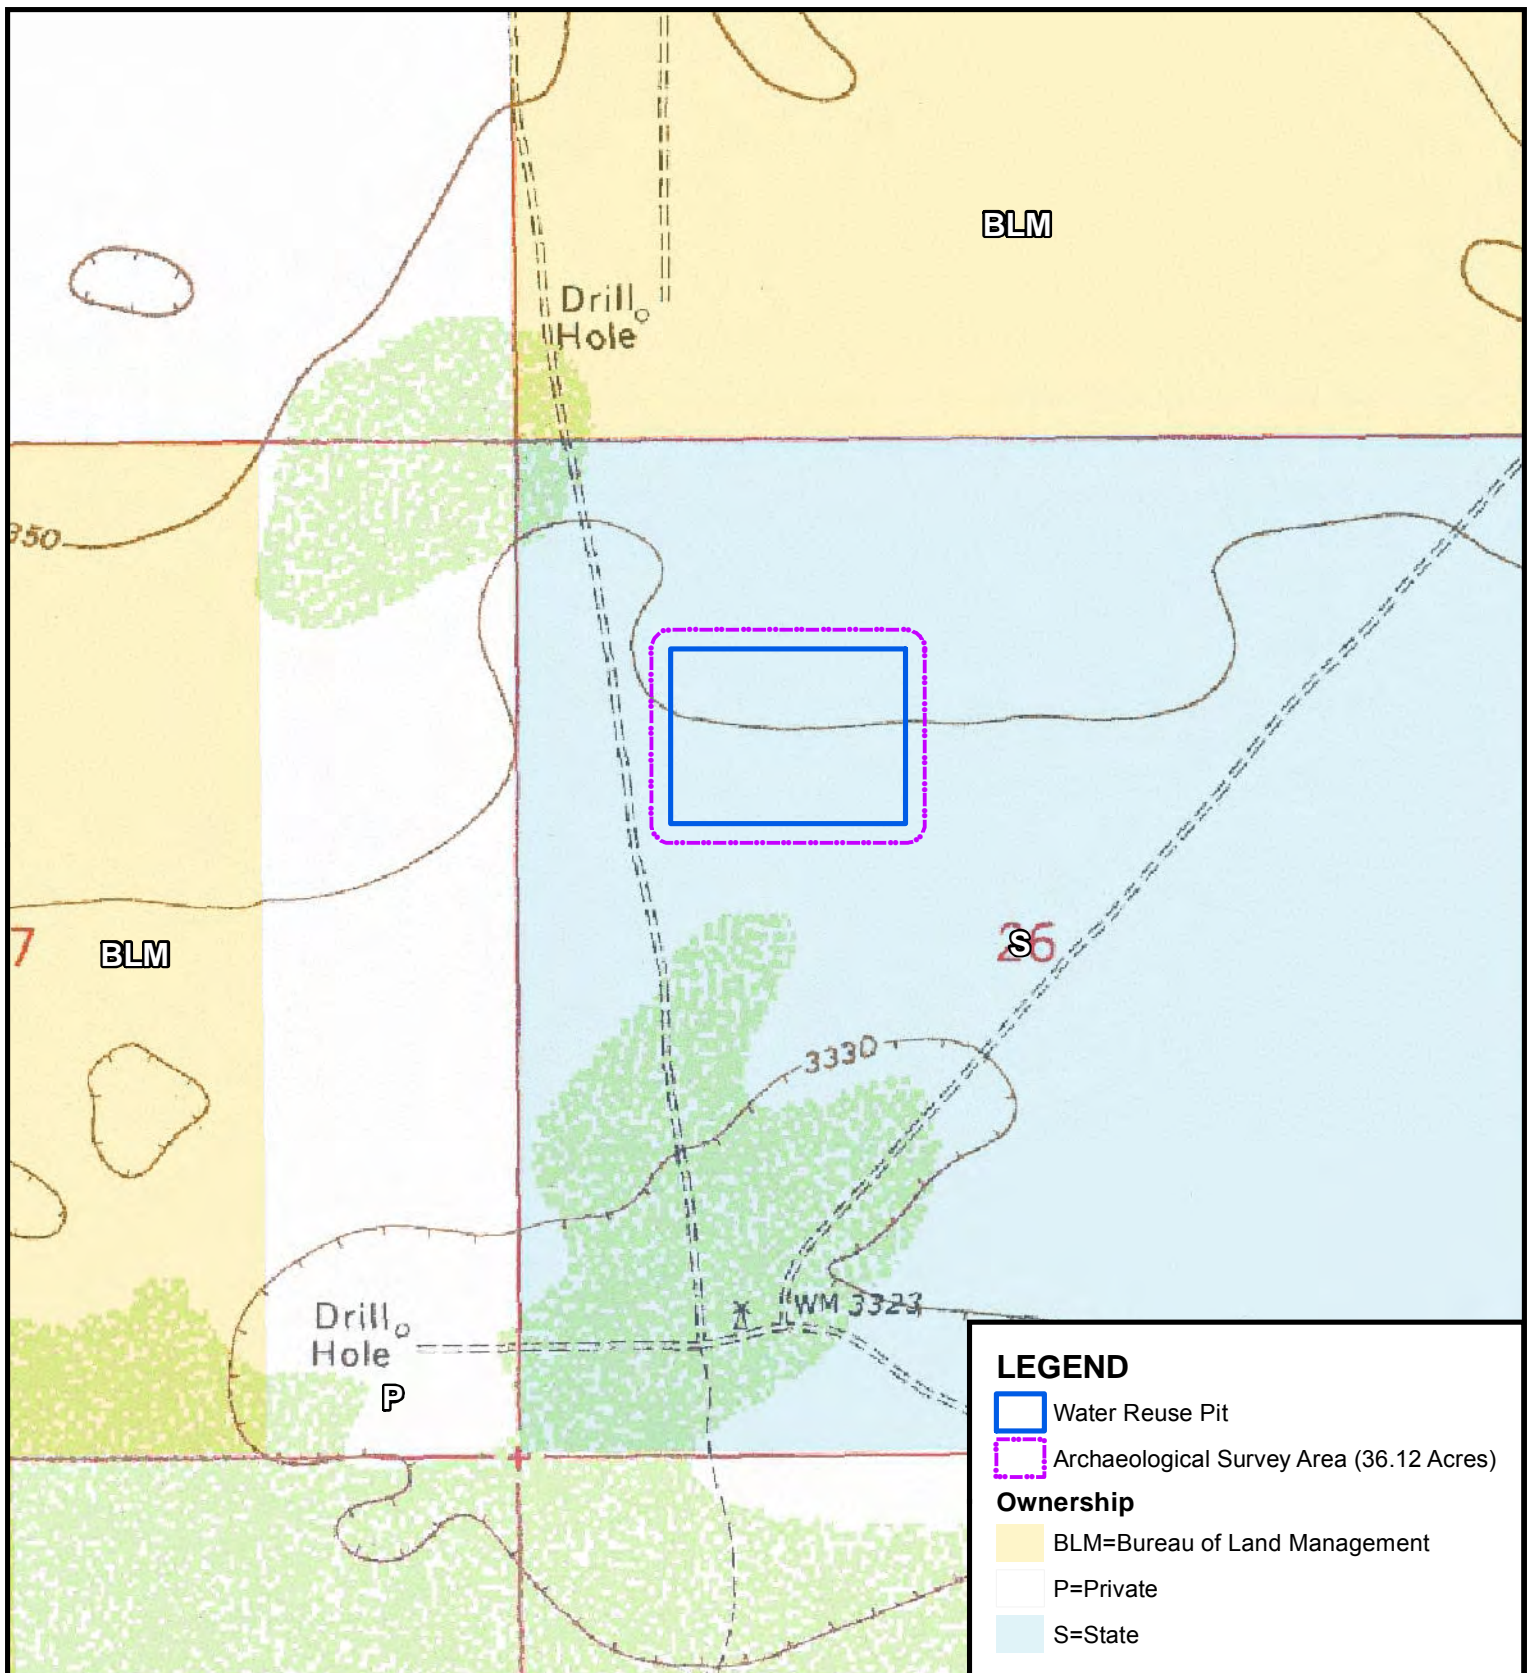 BLM
Drill
Hole
350
7
BLM
26
S
3330
Drill
Hole
WM 3323
P
LEGEND
Water Reuse Pit
Archaeological Survey Area (36.12 Acres)
Ownership
BLM=Bureau of Land Management
P=Private
S=State